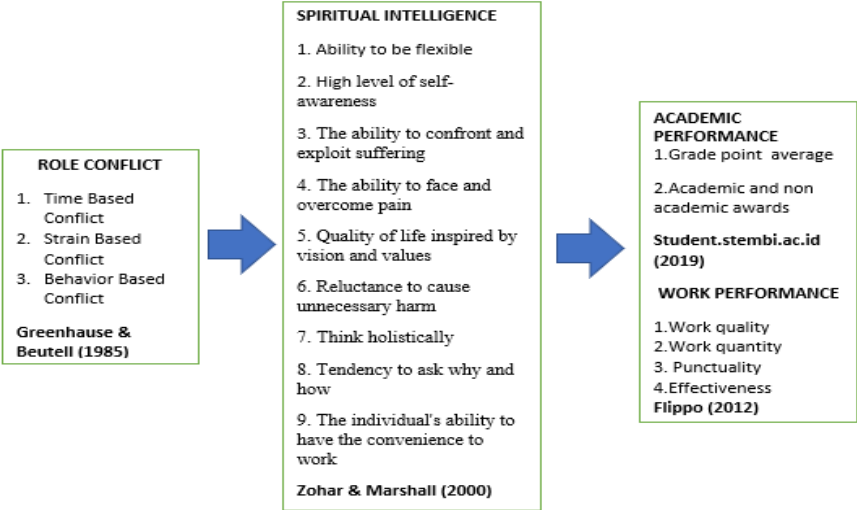 ROLE CONFLICT
1. Time Based
Conflict
2. Strain Based
Conflict
3. Behavior Based
Conflict
Greenhause &
Beutell (1985)
SPIRITUAL INTELLIGENCE
1. Ability to be flexible
2. High level of self-
awareness
3. The ability to confront and
exploit suffering
4. The ability to face and
overcome pain
5. Quality of life inspired by
vision and values
6. Reluctance to cause
unnecessary harm
7. Think holistically
8. Tendency to ask why and
how
9. The individual's ability to
have the convenience to
work
Zohar & Marshall (2000)
ACADEMIC
PERFORMANCE
1.Grade point average
2.Academic and non
academic awards
Student.stembi.ac.id
(2019)
WORK PERFORMANCE
1.Work quality
2.Work quantity
3. Punctuality
4.Effectiveness
Flippo (2012)